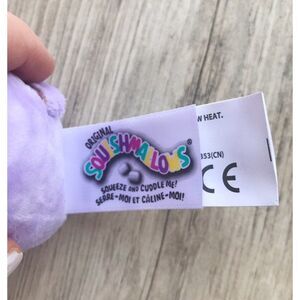 ORIGINAL
SQUISHMALLOWS®
SQUEEZE AND CUDDLE ME!
SERRE-MOI ET CÂLINE-MOI!
HEAT.
353(CN)
CE